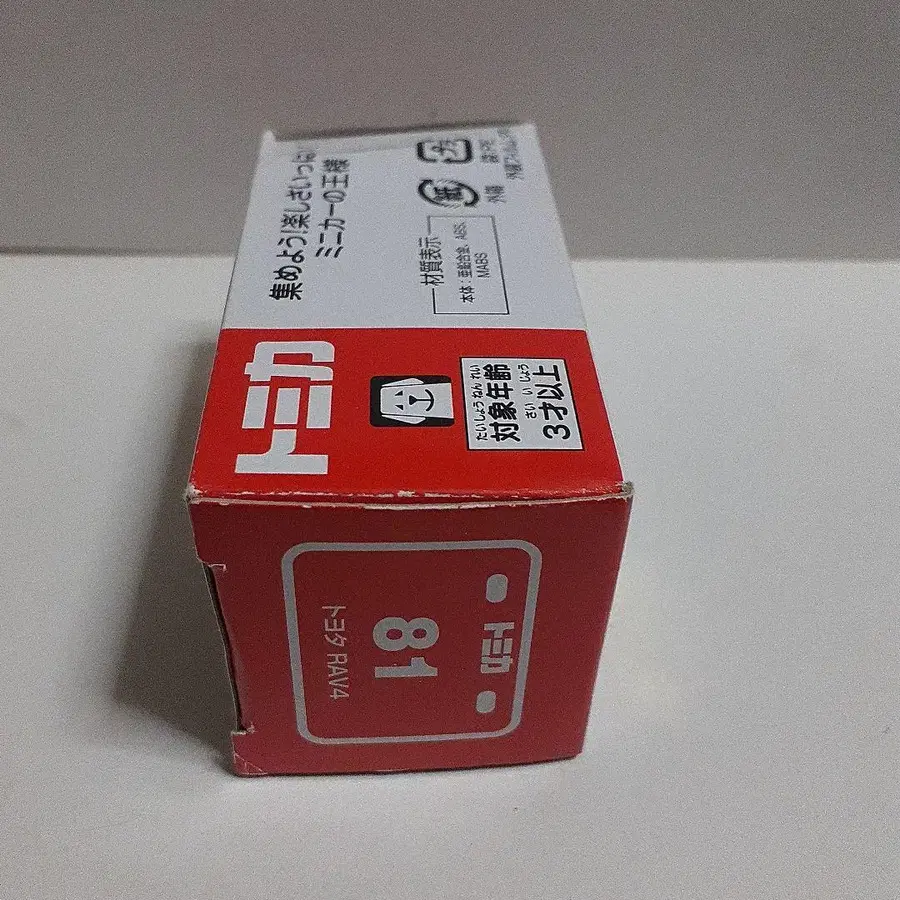 集めよう!楽しさいっぱい
ミニカーの王様
紙
外箱
材質表示
本体:亜鉛合金、ABS、
MABS
トミカ
たいしょうねんれい
対象年齢
さいいじょう
3才以上
トミカ
81
トヨタ RAV4